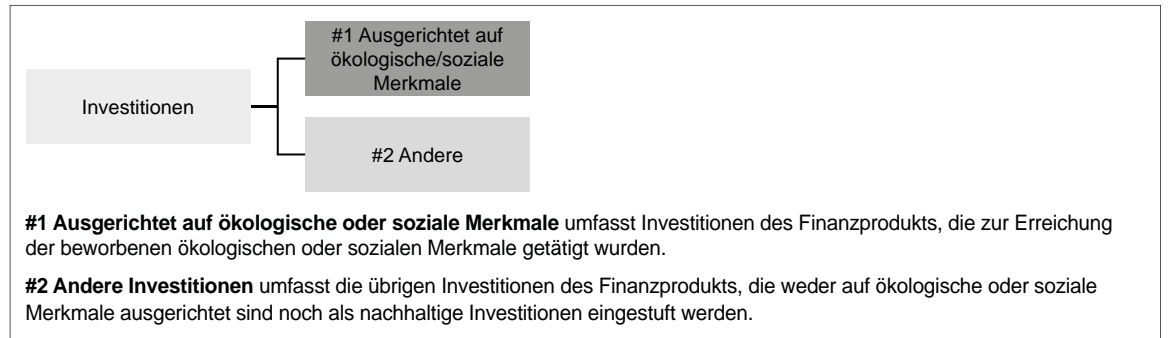 #1 Ausgerichtet auf
ökologische/soziale
Merkmale
Investitionen
#2 Andere
#1 Ausgerichtet auf ökologische oder soziale Merkmale umfasst Investitionen des Finanzprodukts, die zur Erreichung
der beworbenen ökologischen oder sozialen Merkmale getätigt wurden.
#2 Andere Investitionen umfasst die übrigen Investitionen des Finanzprodukts, die weder auf ökologische oder soziale
Merkmale ausgerichtet sind noch als nachhaltige Investitionen eingestuft werden.